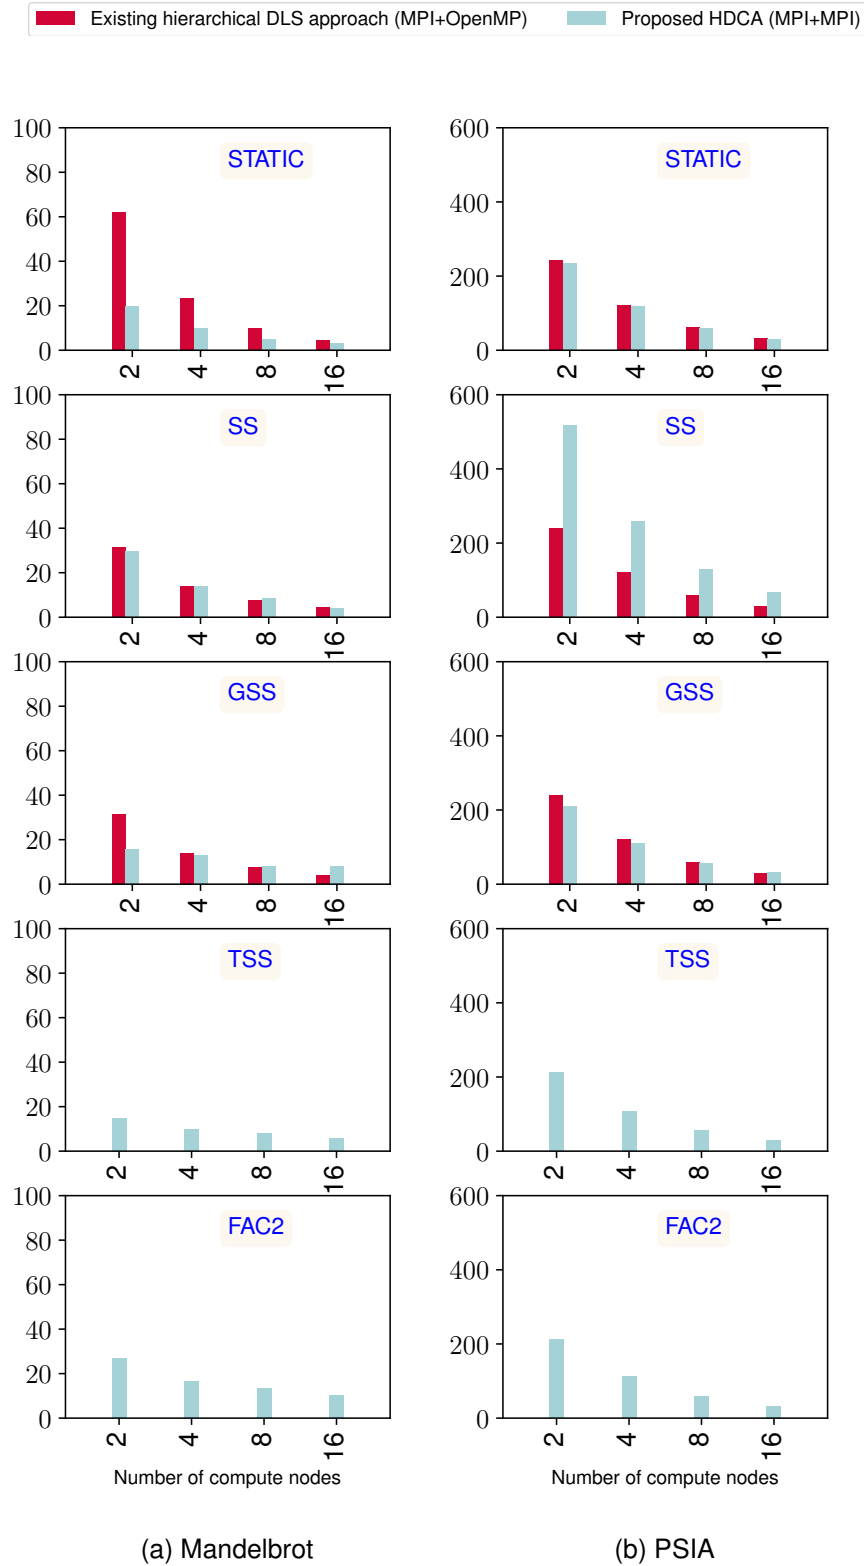 Existing hierarchical DLS approach (MPI+OpenMP) Proposed HDCA (MPI+MPI)
STATIC
100
80
60
40
20
0
2 4 8 16
STATIC
600
400
200
0
2 4 8 16
SS
100
80
60
40
20
0
2 4 8 16
SS
600
400
200
0
2 4 8 16
GSS
100
80
60
40
20
0
2 4 8 16
GSS
600
400
200
0
2 4 8 16
TSS
100
80
60
40
20
0
2 4 8 16
TSS
600
400
200
0
2 4 8 16
FAC2
100
80
60
40
20
0
2 4 8 16
Number of compute nodes
FAC2
600
400
200
0
2 4 8 16
Number of compute nodes
(a) Mandelbrot
(b) PSIA